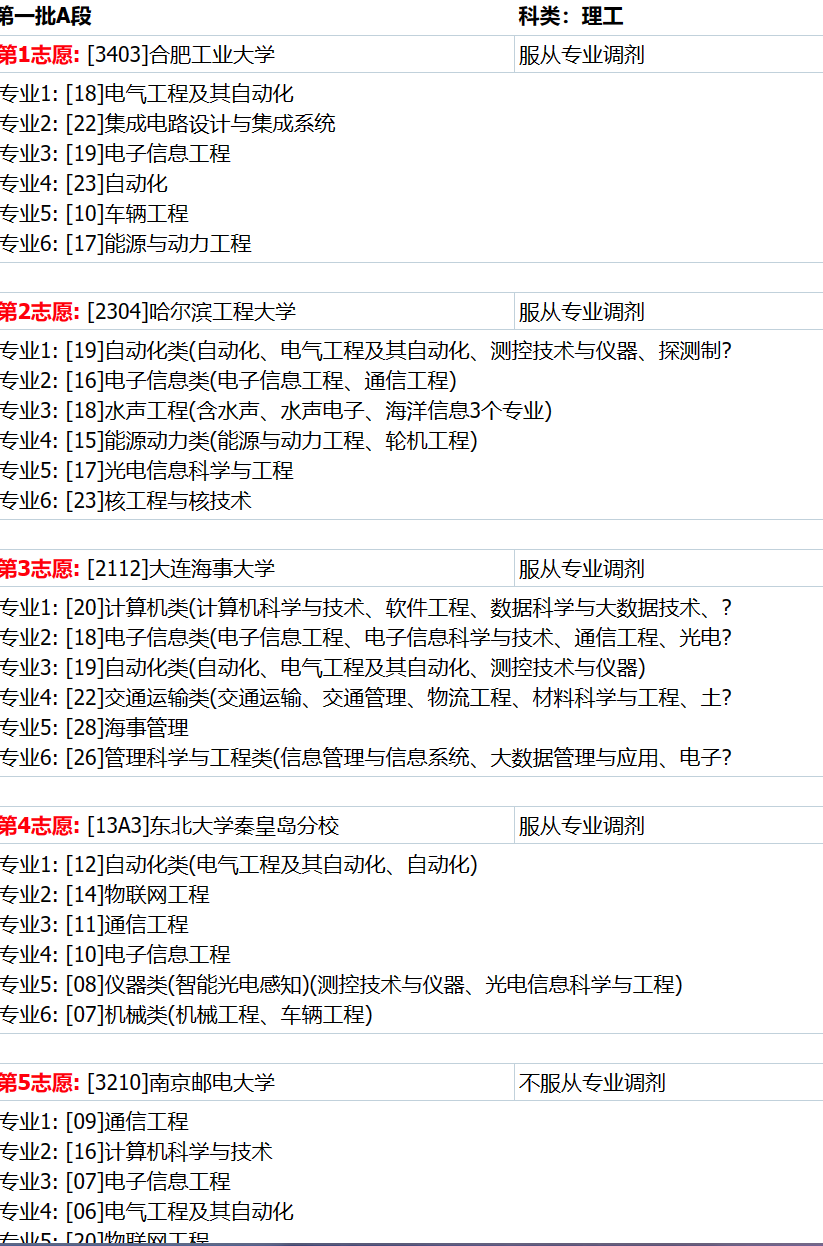 第一批A段 科类：理工
第1志愿: [3403]合肥工业大学 服从专业调剂
专业1: [18]电气工程及其自动化
专业2: [22]集成电路设计与集成系统
专业3: [19]电子信息工程
专业4: [23]自动化
专业5: [10]车辆工程
专业6: [17]能源与动力工程
第2志愿: [2304]哈尔滨工程大学 服从专业调剂
专业1: [19]自动化类(自动化、电气工程及其自动化、测控技术与仪器、探测制?
专业2: [16]电子信息类(电子信息工程、通信工程)
专业3: [18]水声工程(含水声、水声电子、海洋信息3个专业)
专业4: [15]能源动力类(能源与动力工程、轮机工程)
专业5: [17]光电信息科学与工程
专业6: [23]核工程与核技术
第3志愿: [2112]大连海事大学 服从专业调剂
专业1: [20]计算机类(计算机科学与技术、软件工程、数据科学与大数据技术、?
专业2: [18]电子信息类(电子信息工程、电子信息科学与技术、通信工程、光电?
专业3: [19]自动化类(自动化、电气工程及其自动化、测控技术与仪器)
专业4: [22]交通运输类(交通运输、交通管理、物流工程、材料科学与工程、土?
专业5: [28]海事管理
专业6: [26]管理科学与工程类(信息管理与信息系统、大数据管理与应用、电子?
第4志愿: [13A3]东北大学秦皇岛分校 服从专业调剂
专业1: [12]自动化类(电气工程及其自动化、自动化)
专业2: [14]物联网工程
专业3: [11]通信工程
专业4: [10]电子信息工程
专业5: [08]仪器类(智能光电感知)(测控技术与仪器、光电信息科学与工程)
专业6: [07]机械类(机械工程、车辆工程)
第5志愿: [3210]南京邮电大学 不服从专业调剂
专业1: [09]通信工程
专业2: [16]计算机科学与技术
专业3: [07]电子信息工程
专业4: [06]电气工程及其自动化
专业5: [20]物联网工程